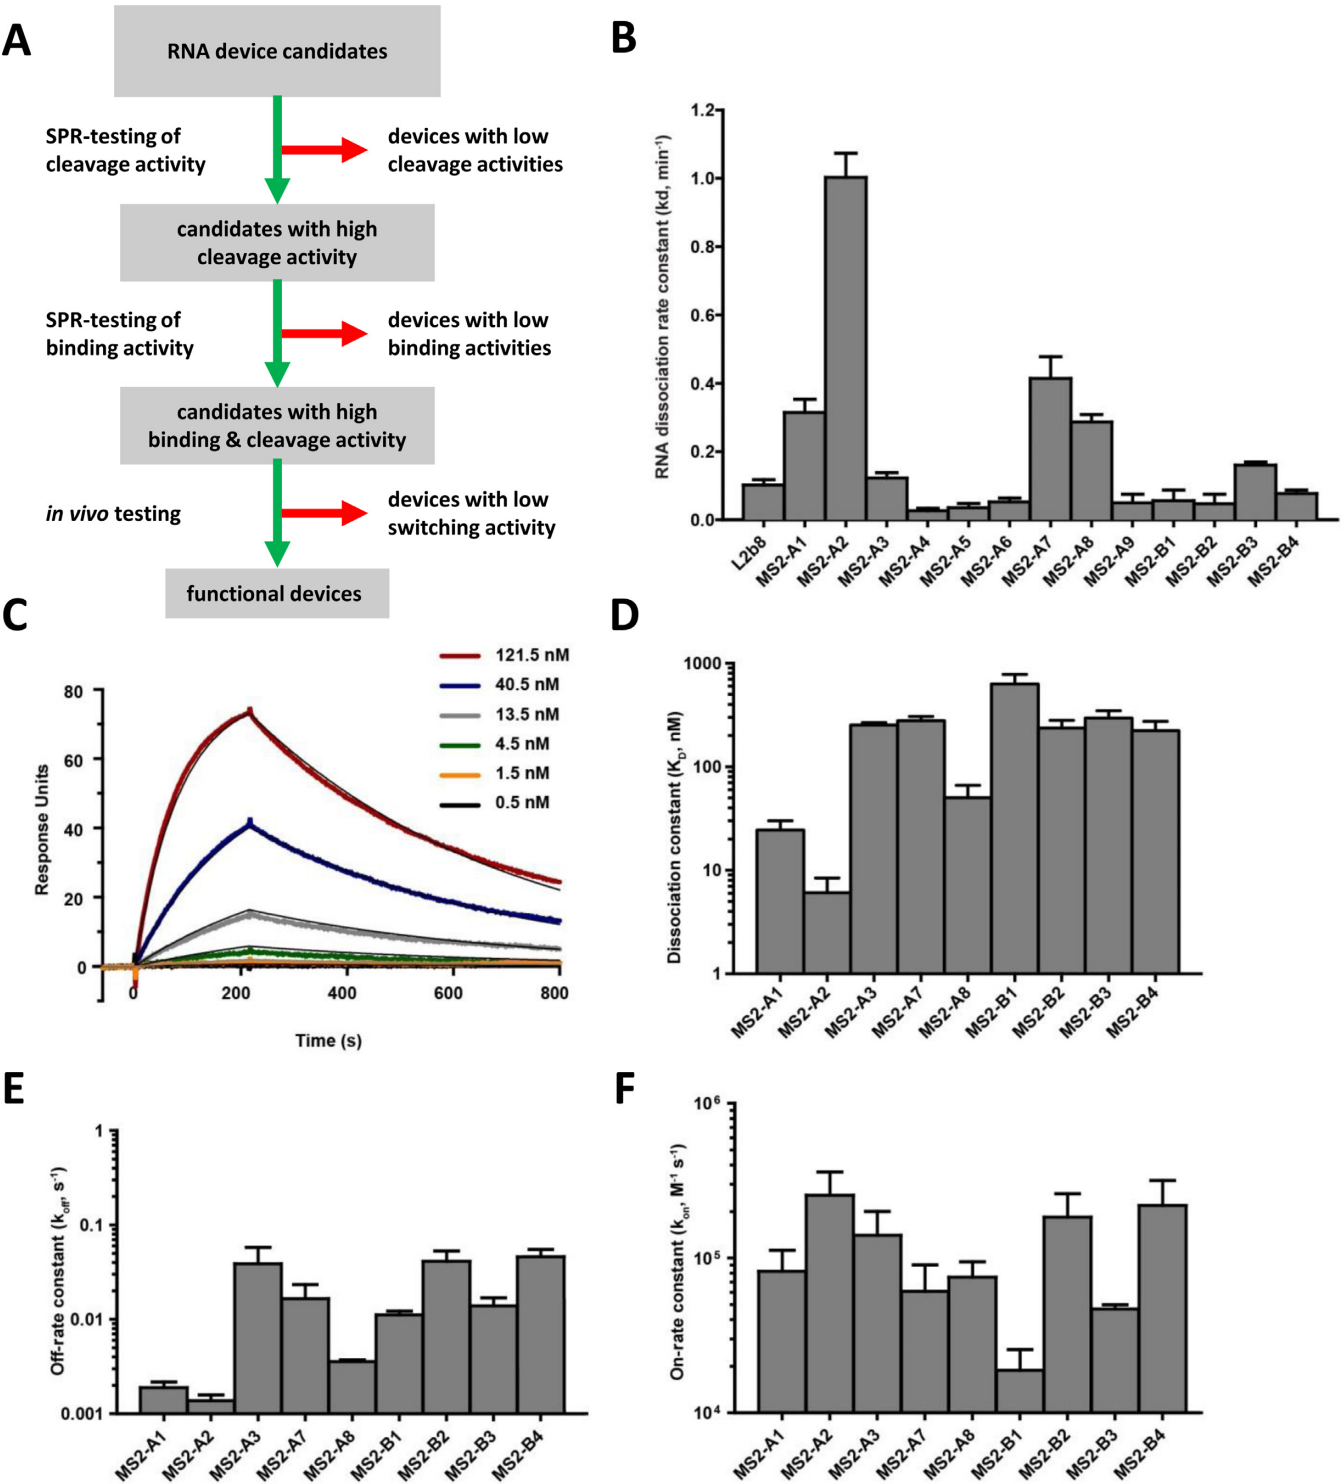 A
RNA device candidates
SPR-testing of
cleavage activity
devices with low
cleavage activities
candidates with high
cleavage activity
SPR-testing of
binding activity
devices with low
binding activities
candidates with high
binding & cleavage activity
in vivo testing
devices with low
switching activity
functional devices
B
RNA dissociation rate constant (kd, min⁻¹)
1.2
1.0
0.8
0.6
0.4
0.2
0.0
L2b8
MS2-A1
MS2-A2
MS2-A3
MS2-A4
MS2-A5
MS2-A6
MS2-A7
MS2-A8
MS2-A9
MS2-B1
MS2-B2
MS2-B3
MS2-B4
C
121.5 nM
40.5 nM
13.5 nM
4.5 nM
1.5 nM
0.5 nM
Response Units
80
60
40
20
0
0
200
400
600
800
Time (s)
D
Dissociation constant (K_D, nM)
1000
100
10
1
MS2-A1
MS2-A2
MS2-A3
MS2-A7
MS2-A8
MS2-B1
MS2-B2
MS2-B3
MS2-B4
E
Off-rate constant (k_off, s⁻¹)
1
0.1
0.01
0.001
MS2-A1
MS2-A2
MS2-A3
MS2-A7
MS2-A8
MS2-B1
MS2-B2
MS2-B3
MS2-B4
F
On-rate constant (k_on, M⁻¹ s⁻¹)
10⁶
10⁵
10⁴
MS2-A1
MS2-A2
MS2-A3
MS2-A7
MS2-A8
MS2-B1
MS2-B2
MS2-B3
MS2-B4